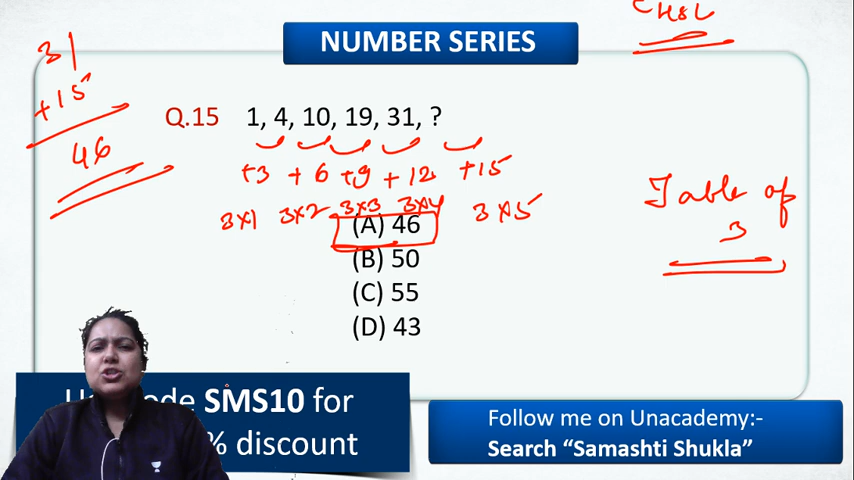 CHSL
NUMBER SERIES
31
+15
46
Q.15 1, 4, 10, 19, 31, ?
+3 +6 +9 +12 +15
3x1 3x2 3x3 3x4 3x5
(A) 46
(B) 50
(C) 55
(D) 43
Table of
3
SMS10 for
% discount
Follow me on Unacademy:-
Search “Samashti Shukla”